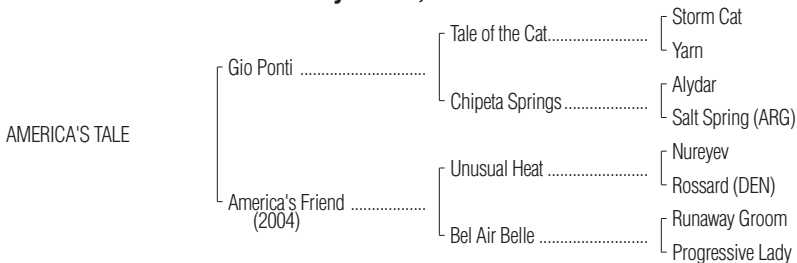 Storm Cat
Tale of the Cat.......................
Yarn
Gio Ponti .............................
Alydar
Chipeta Springs...................
Salt Spring (ARG)
AMERICA'S TALE
Nureyev
Unusual Heat .......................
Rossard (DEN)
America's Friend ..................
(2004)
Runaway Groom
Bel Air Belle .........................
Progressive Lady